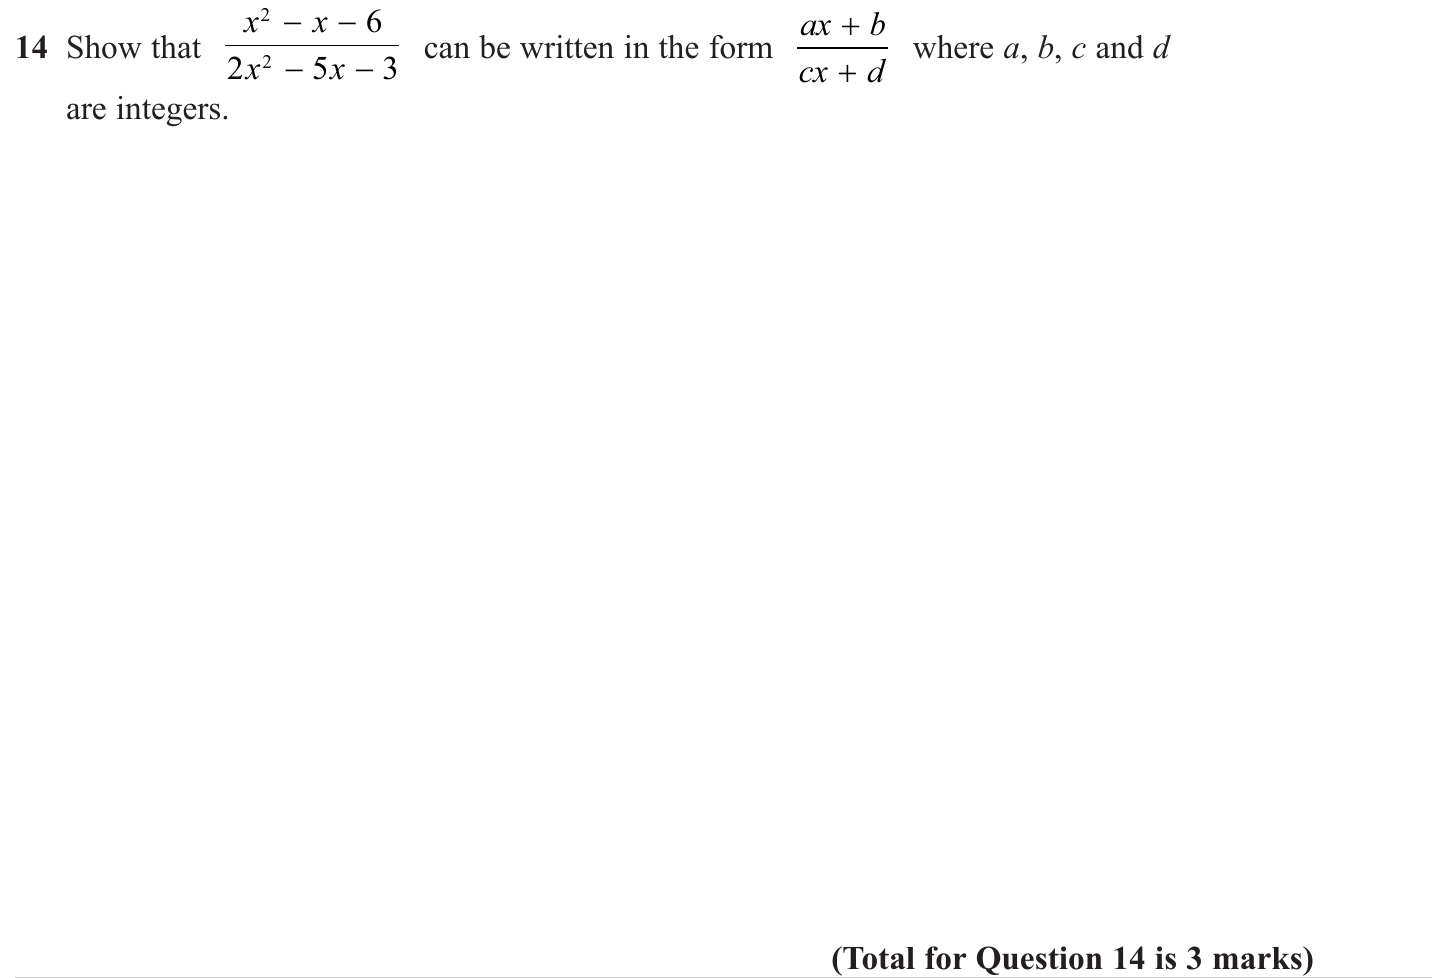 14 Show that \frac{x^2 - x - 6}{2x^2 - 5x - 3} can be written in the form \frac{ax + b}{cx + d} where a, b, c and d
are integers.
(Total for Question 14 is 3 marks)